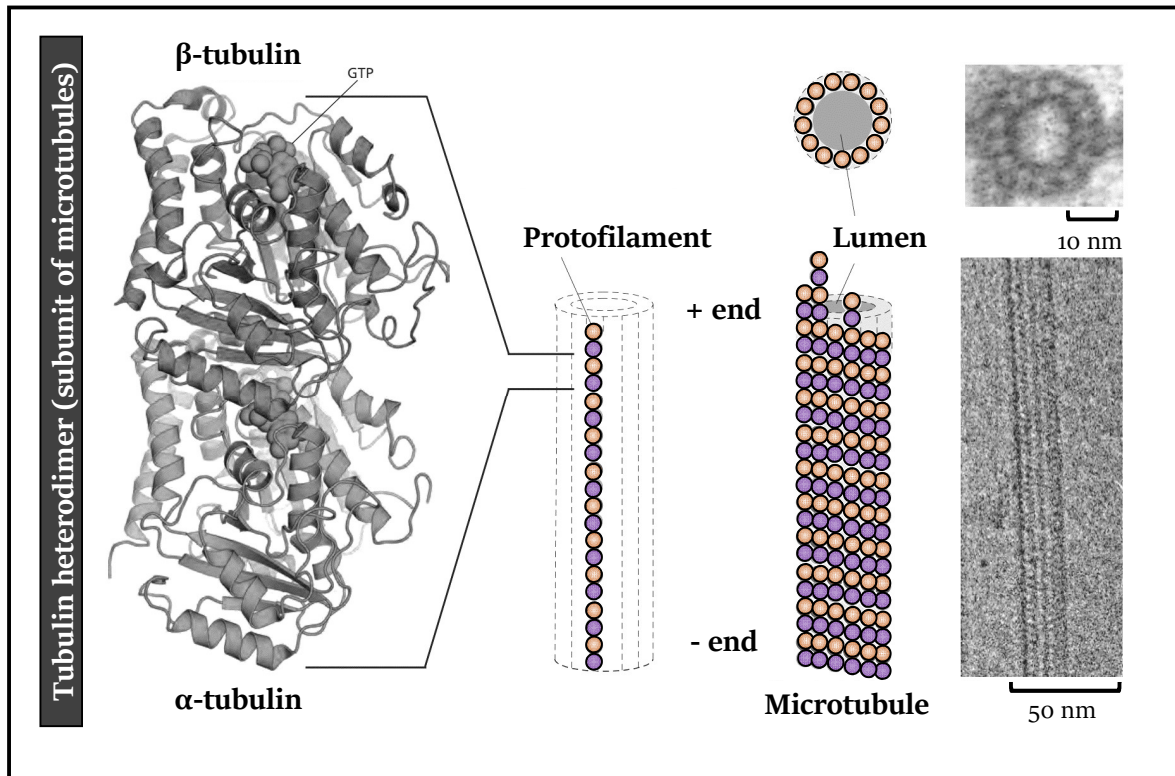 Tubulin heterodimer (subunit of microtubules)
β-tubulin
GTP
α-tubulin
Protofilament
Lumen
+ end
- end
Microtubule
10 nm
50 nm